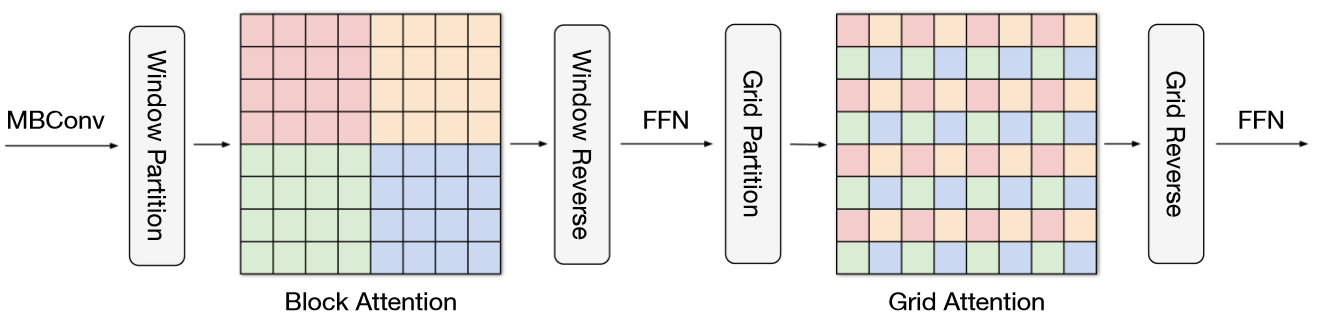 MBConv
Window Partition
Block Attention
Window Reverse
FFN
Grid Partition
Grid Attention
Grid Reverse
FFN